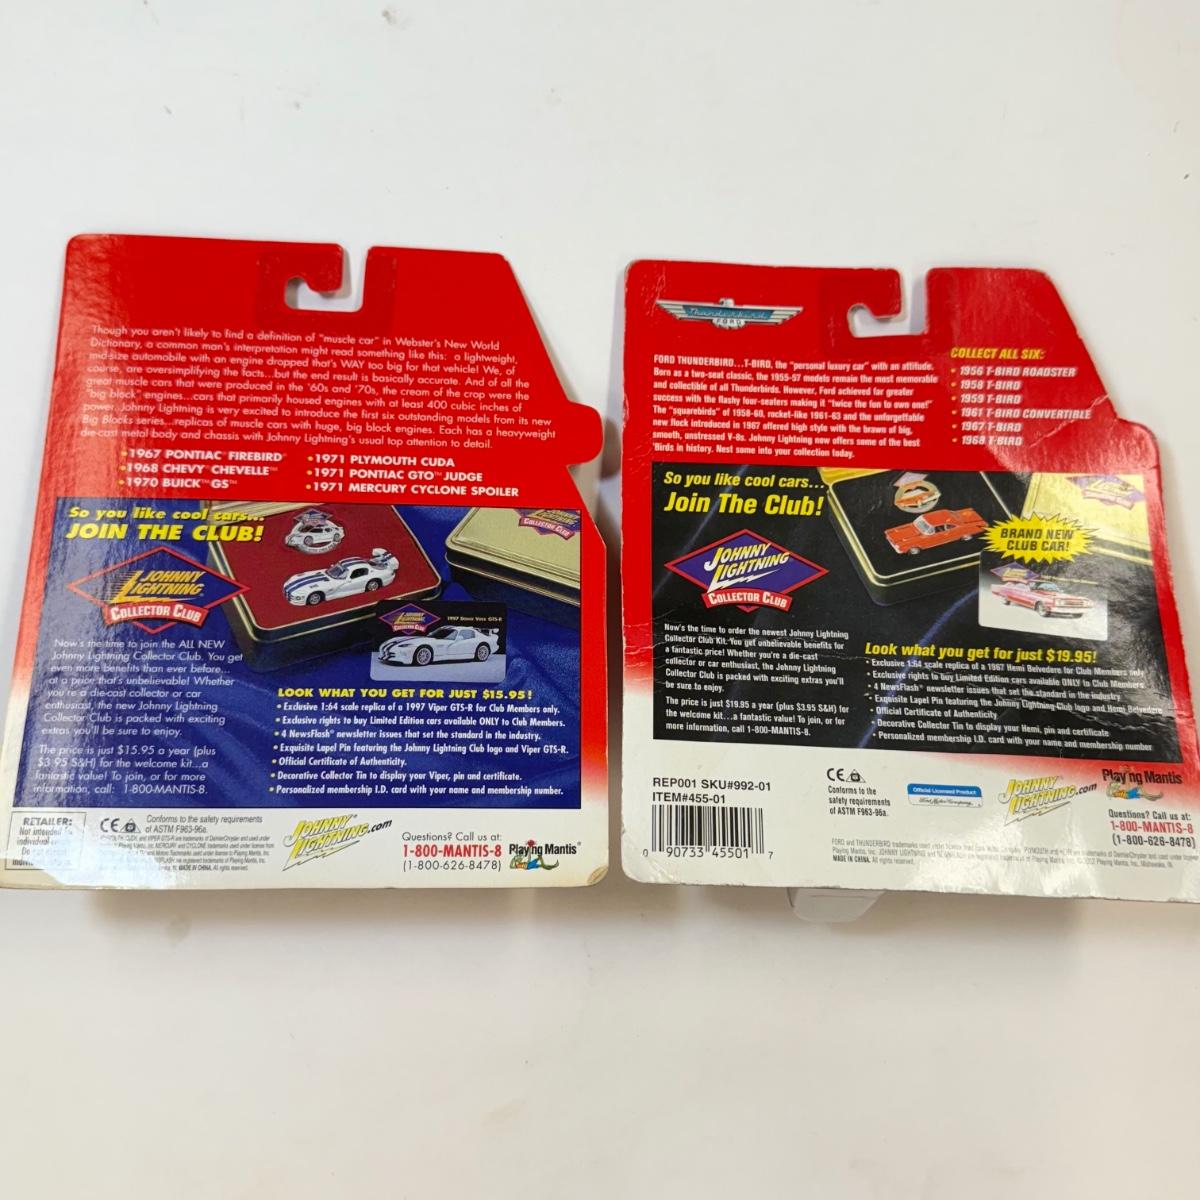 Though you aren't likely to find a definition of "muscle car" in Webster's New World
Dictionary, a common man's interpretation might read something like this: a lightweight,
mid-size automobile with an engine dropped that's WAY too big for that vehicle! We, of
course, are oversimplifying the facts...but the end result is basically accurate. And of all the
great muscle cars that were produced in the '60s and '70s, the cream of the crop were the
"big block" engines...cars that primarily housed engines with at least 400 cubic inches of
power. Johnny Lightning is very excited to introduce the first six outstanding models from its new
Big Blocks series...replicas of muscle cars with huge, big block engines. Each has a heavyweight
die-cast metal body and chassis with Johnny Lightning's usual top attention to detail.
•1967 PONTIAC FIREBIRD
•1968 CHEVY CHEVELLE™
•1970 BUICK GS™
•1971 PLYMOUTH CUDA
•1971 PONTIAC GTO JUDGE
•1971 MERCURY CYCLONE SPOILER
So you like cool cars...
JOIN THE CLUB!
COLLECTOR CLUB
JOHNNY
LIGHTNING
COLLECTOR CLUB
1997 DODGE VIPER GTS-R
Now's the time to join the ALL NEW
Johnny Lightning Collector Club. You get
even more benefits than ever before...
at a price that's unbelievable! Whether
you're a die-cast collector or car
enthusiast, the new Johnny Lightning
Collector Club is packed with exciting
extras you'll be sure to enjoy.
The price is just $15.95 a year (plus
$3.95 S&H) for the welcome kit...a
fantastic value! To join, or for more
information, call: 1-800-MANTIS-8.
LOOK WHAT YOU GET FOR JUST $15.95!
• Exclusive 1:64 scale replica of a 1997 Viper GTS-R for Club Members only.
• Exclusive rights to buy Limited Edition cars available ONLY to Club Members.
• 4 NewsFlash® newsletter issues that set the standard in the industry.
• Exquisite Lapel Pin featuring the Johnny Lightning Club logo and Viper GTS-R.
• Official Certificate of Authenticity.
• Decorative Collector Tin to display your Viper, pin and certificate.
• Personalized membership I.D. card with your name and membership number.
RETAILER:
Not intended
individual
Do not
CE
Conforms to the safety requirements
of ASTM F963-96a.
JOHNNY
LIGHTNING.com
Questions? Call us at:
1-800-MANTIS-8
(1-800-626-8478)
Playing Mantis®
Thunderbird
FORD
FORD THUNDERBIRD...T-BIRD, the "personal luxury car" with an attitude.
Born as a two-seat classic, the 1955-57 models remain the most memorable
and collectible of all Thunderbirds. However, Ford achieved far greater
success with the flashy four-seaters making it "twice the fun to own one!"
The "squarebirds" of 1958-60, rocket-like 1961-63 and the unforgettable
new flock introduced in 1967 offered high style with the brawn of big,
smooth, unstressed V-8s. Johnny Lightning now offers some of the best
'Birds in history. Nest some into your collection today.
COLLECT ALL SIX:
• 1956 T-BIRD ROADSTER
• 1958 T-BIRD
• 1959 T-BIRD
• 1961 T-BIRD CONVERTIBLE
• 1967 T-BIRD
• 1968 T-BIRD
So you like cool cars...
Join The Club!
BRAND NEW
CLUB CAR!
JOHNNY
LIGHTNING
COLLECTOR CLUB
Now's the time to order the newest Johnny Lightning
Collector Club Kit. You get unbelievable benefits for
a fantastic price! Whether you're a die-cast
collector or car enthusiast, the Johnny Lightning
Collector Club is packed with exciting extras you'll
be sure to enjoy.
The price is just $19.95 a year (plus $3.95 S&H) for
the welcome kit...a fantastic value! To join, or for
more information, call 1-800-MANTIS-8.
Look what you get for just $19.95!
• Exclusive 1:64 scale replica of a 1967 Hemi Belvedere for Club Members only
• Exclusive rights to buy Limited Edition cars available ONLY to Club Members
• 4 NewsFlash® newsletter issues that set the standard in the industry
• Exquisite Lapel Pin featuring the Johnny Lightning Club logo and Hemi Belvedere
• Official Certificate of Authenticity
• Decorative Collector Tin to display your Hemi, pin and certificate
• Personalized membership I.D. card with your name and membership number
REP001 SKU#992-01
ITEM#455-01
0 90733 45501 7
CE
Conforms to the
safety requirements
of ASTM F963-96a.
Official Licensed Product
Ford Motor Company
JOHNNY
LIGHTNING.com
Playing Mantis
Questions? Call us at:
1-800-MANTIS-8
(1-800-626-8478)
MADE IN CHINA. All rights reserved.